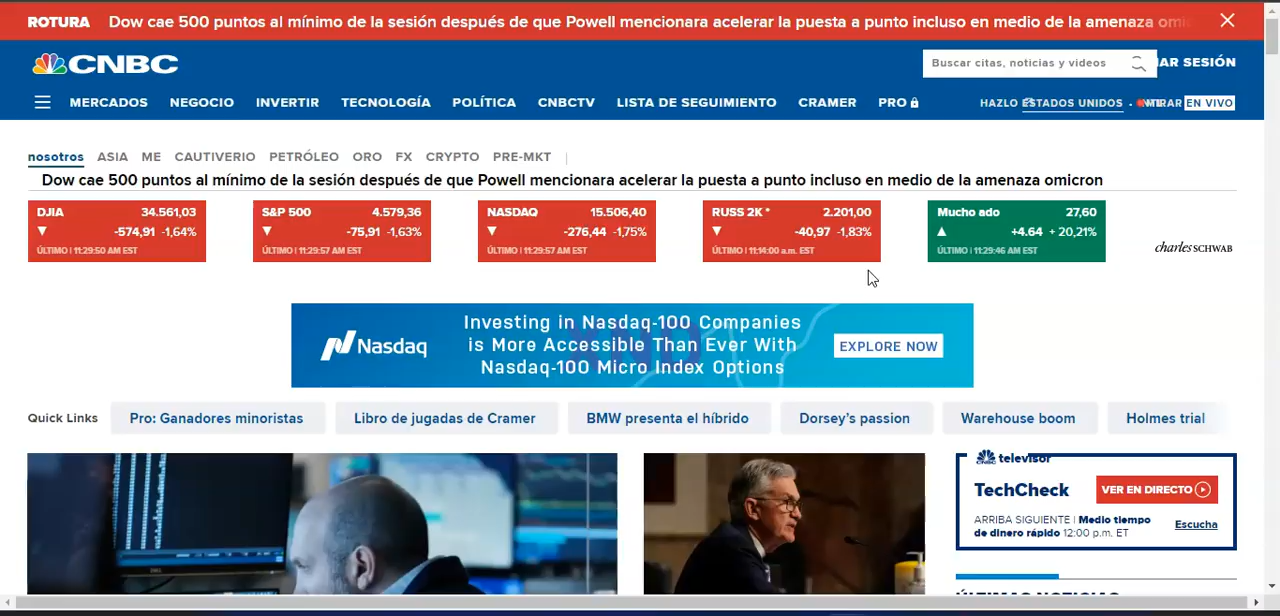 ROTURA Dow cae 500 puntos al mínimo de la sesión después de que Powell mencionara acelerar la puesta a punto incluso en medio de la amenaza omic
CNBC
Buscar citas, noticias y videos
IAR SESIÓN
MERCADOS NEGOCIO INVERTIR TECNOLOGÍA POLÍTICA CNBCTV LISTA DE SEGUIMIENTO CRAMER PRO
HAZLO ESTADOS UNIDOS MIRAR EN VIVO
nosotros ASIA ME CAUTIVERIO PETRÓLEO ORO FX CRYPTO PRE-MKT
Dow cae 500 puntos al mínimo de la sesión después de que Powell mencionara acelerar la puesta a punto incluso en medio de la amenaza omicron
DJIA 34.561,03
-574,91 -1,64%
ÚLTIMO | 11:29:50 AM EST
S&P 500 4.579,36
-75,91 -1,63%
ÚLTIMO | 11:29:57 AM EST
NASDAQ 15.506,40
-276,44 -1,75%
ÚLTIMO | 11:29:57 AM EST
RUSS 2K * 2.201,00
-40,97 -1,83%
ÚLTIMO | 11:14:00 a.m. EST
Mucho ado 27,60
+4.64 + 20,21%
ÚLTIMO | 11:29:46 AM EST
charles SCHWAB
Nasdaq
Investing in Nasdaq-100 Companies
is More Accessible Than Ever With
Nasdaq-100 Micro Index Options
EXPLORE NOW
Quick Links Pro: Ganadores minoristas Libro de jugadas de Cramer BMW presenta el híbrido Dorsey's passion Warehouse boom Holmes trial
CNBC televisor
TechCheck
VER EN DIRECTO
ARRIBA SIGUIENTE | Medio tiempo
de dinero rápido 12:00 p.m. ET
Escucha
ÚLTIMAS NOTICIAS